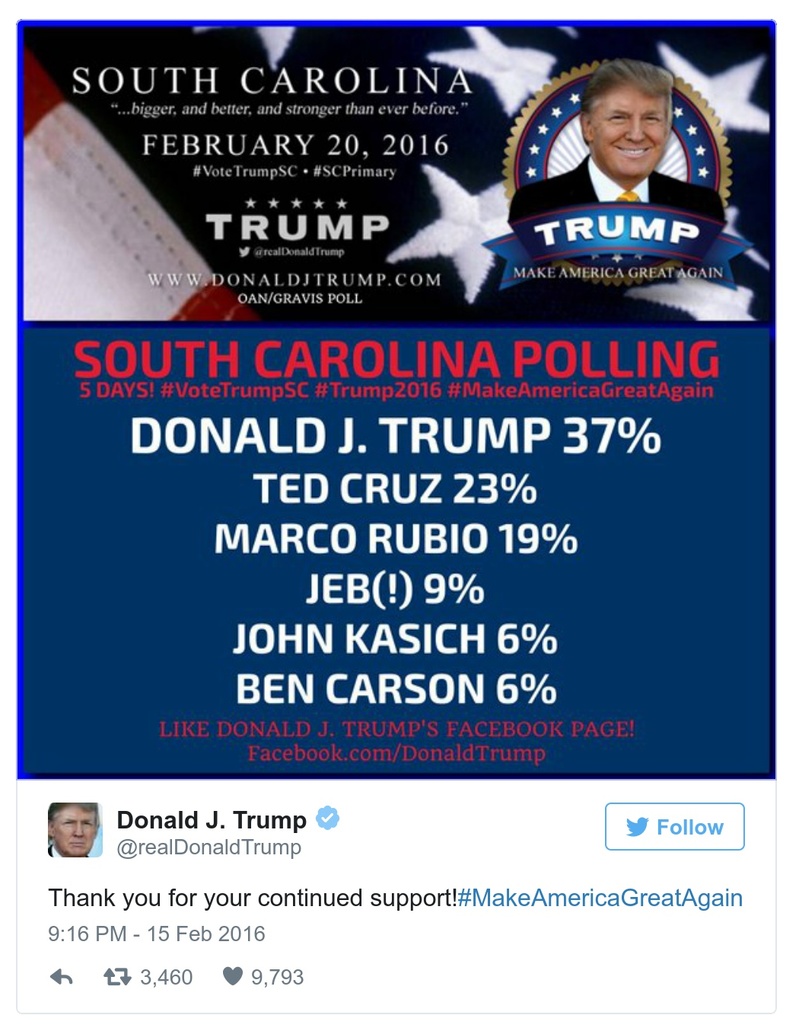 SOUTH CAROLINA
“...bigger, and better, and stronger than ever before.”
FEBRUARY 20, 2016
#VoteTrumpSC • #SCPrimary
TRUMP
@realDonaldTrump
WWW.DONALDJTRUMP.COM
OAN/GRAVIS POLL
TRUMP
MAKE AMERICA GREAT AGAIN
SOUTH CAROLINA POLLING
5 DAYS! #VoteTrumpSC #Trump2016 #MakeAmericaGreatAgain
DONALD J. TRUMP 37%
TED CRUZ 23%
MARCO RUBIO 19%
JEB(!) 9%
JOHN KASICH 6%
BEN CARSON 6%
LIKE DONALD J. TRUMP'S FACEBOOK PAGE!
Facebook.com/DonaldTrump
Donald J. Trump
@realDonaldTrump
Follow
Thank you for your continued support!#MakeAmericaGreatAgain
9:16 PM - 15 Feb 2016
3,460 9,793